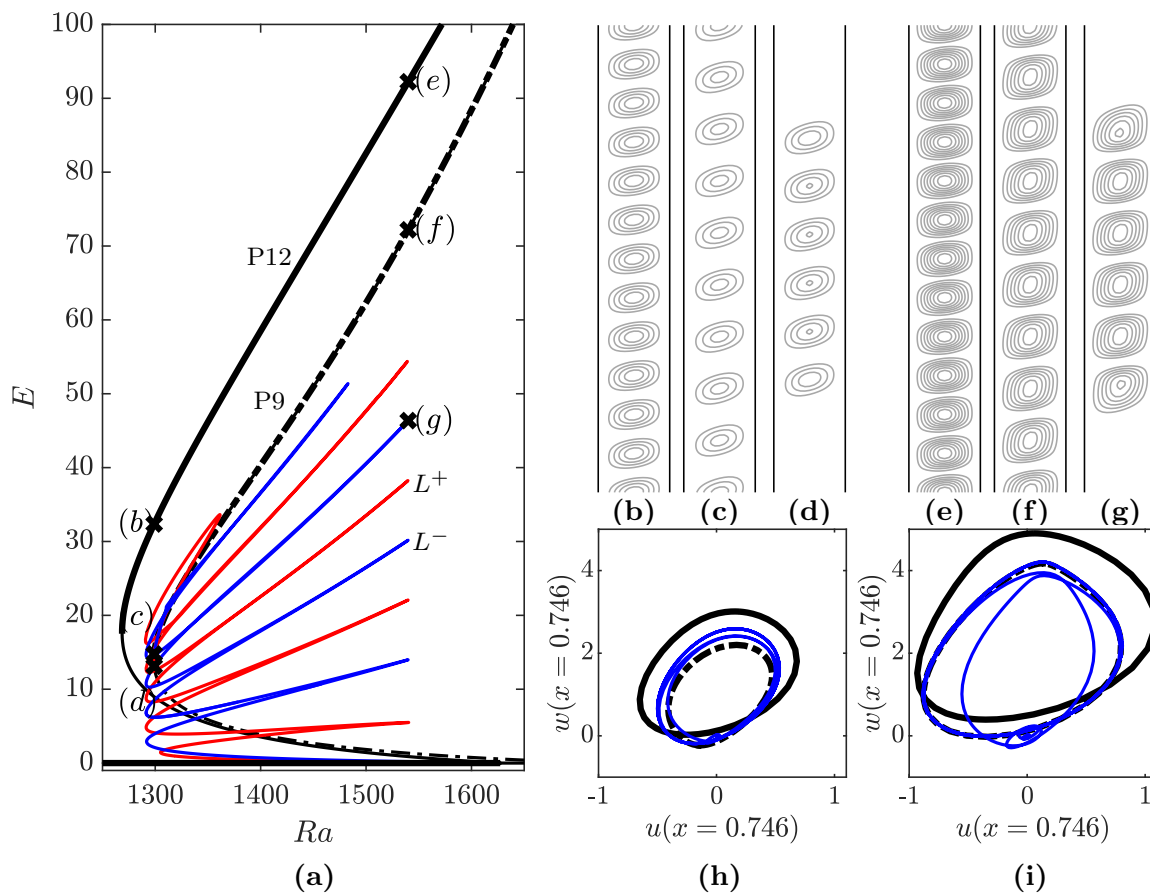 100
90
80
70
60
50
40
30
20
10
0
E
P12
P9
(e)
(f)
(g)
L+
L−
(b)
c)
(d)
1300
1400
1500
1600
Ra
(a)
(b)
(c)
(d)
(e)
(f)
(g)
w(x = 0.746)
4
2
0
-1
0
1
u(x = 0.746)
(h)
w(x = 0.746)
4
2
0
-1
0
1
u(x = 0.746)
(i)